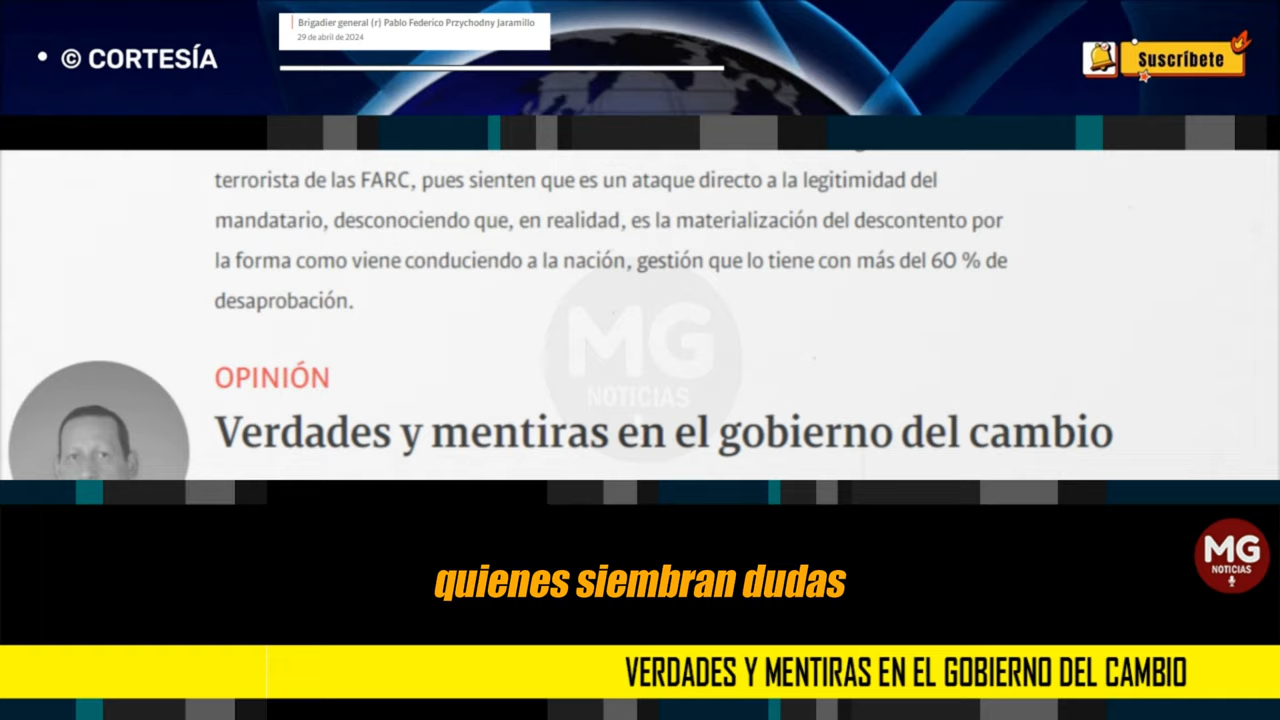 Brigadier general (r) Pablo Federico Przychodny Jaramillo
29 de abril de 2024
• © CORTESÍA
Suscríbete
terrorista de las FARC, pues sienten que es un ataque directo a la legitimidad del
mandatario, desconociendo que, en realidad, es la materialización del descontento por
la forma como viene conduciendo a la nación, gestión que lo tiene con más del 60 % de
desaprobación.
MG
NOTICIAS
OPINIÓN
Verdades y mentiras en el gobierno del cambio
MG
NOTICIAS
quienes siembran dudas
VERDADES Y MENTIRAS EN EL GOBIERNO DEL CAMBIO